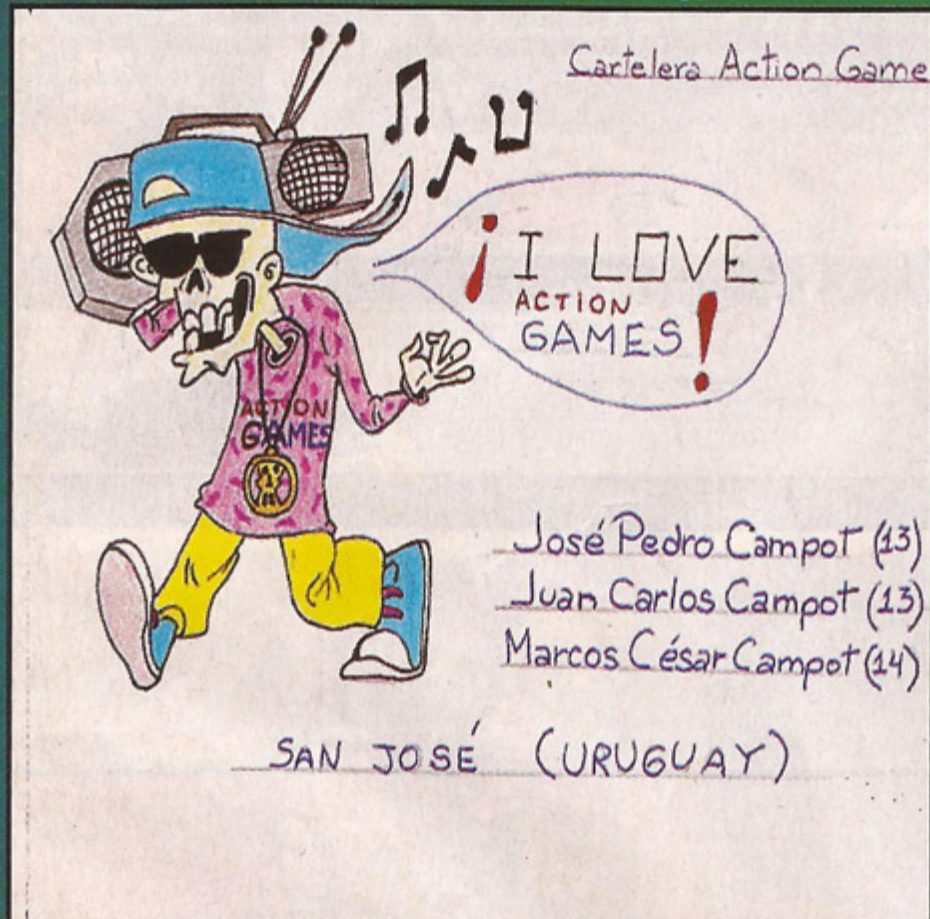 Cartelera Action Game
¡I LOVE
ACTION
GAMES!
ACTION
GAMES
José Pedro Campot (13)
Juan Carlos Campot (13)
Marcos César Campot (14)
SAN JOSÉ (URUGUAY)